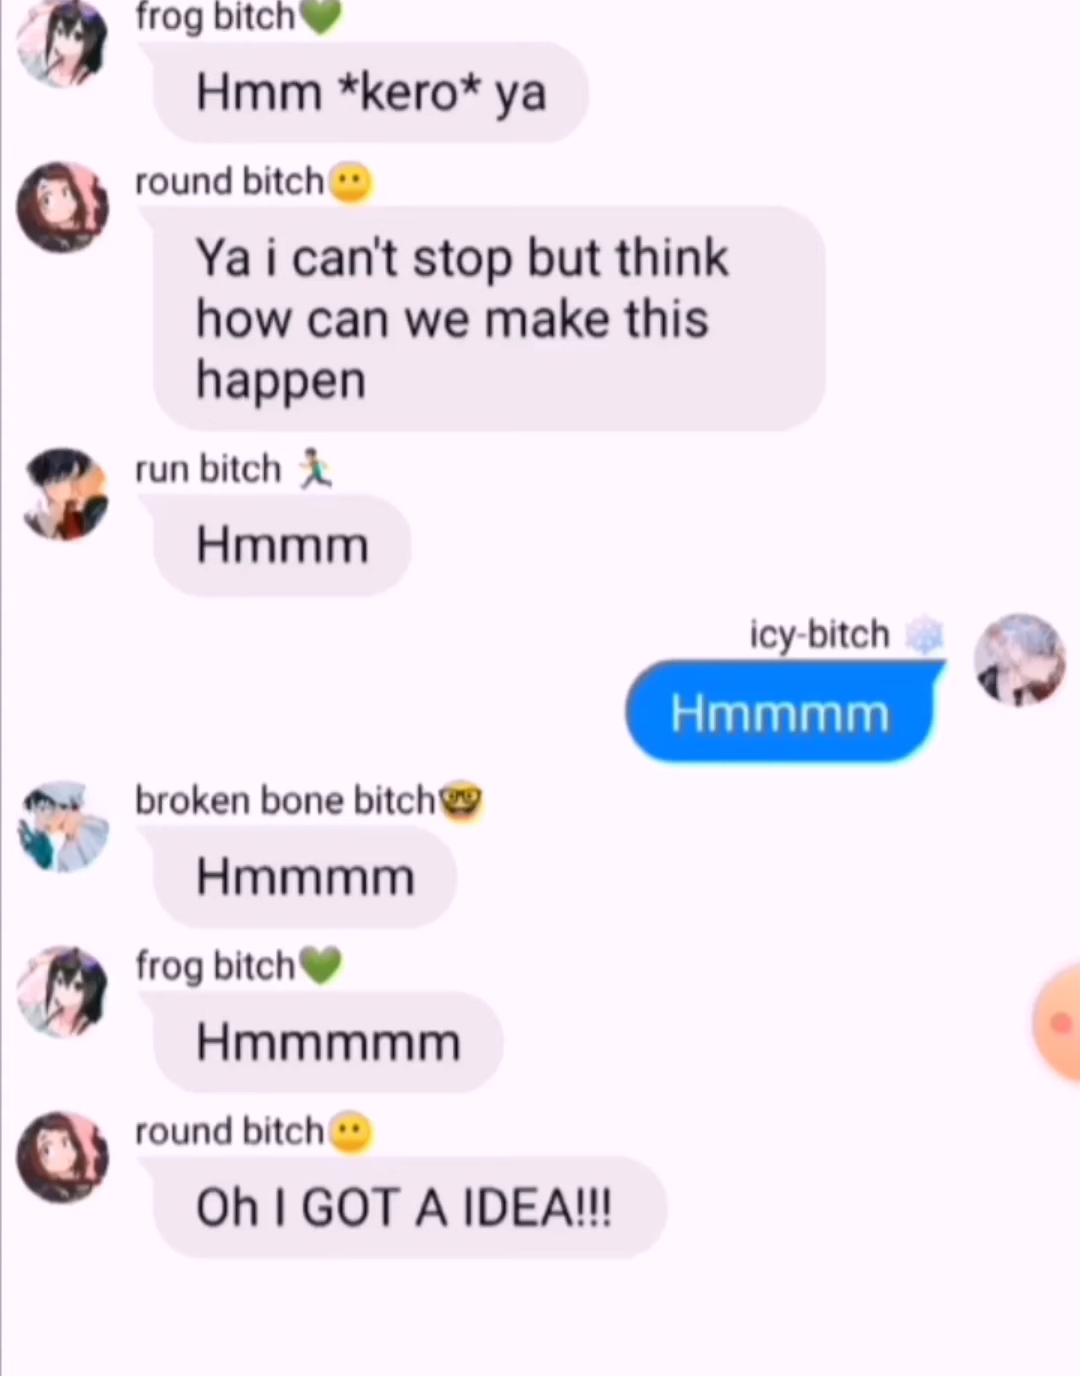 frog bitch💚
Hmm *kero* ya
round bitch😶
Ya i can't stop but think
how can we make this
happen
run bitch 🏃‍♂️
Hmmm
icy-bitch ❄️
Hmmmm
broken bone bitch🤓
Hmmmm
frog bitch💚
Hmmmmm
round bitch😶
Oh I GOT A IDEA!!!